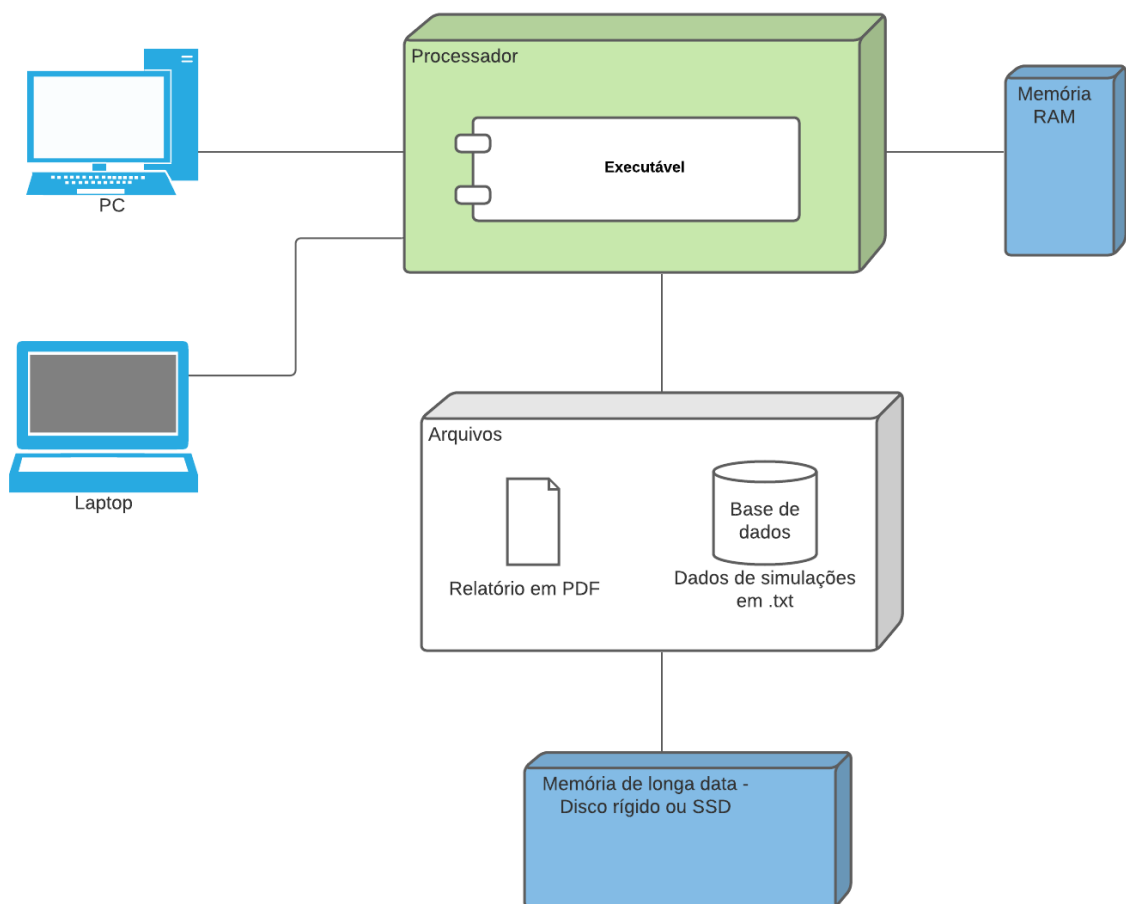 Processador
Executável
Memória
RAM
PC
Laptop
Arquivos
Relatório em PDF
Base de
dados
Dados de simulações
em .txt
Memória de longa data -
Disco rígido ou SSD